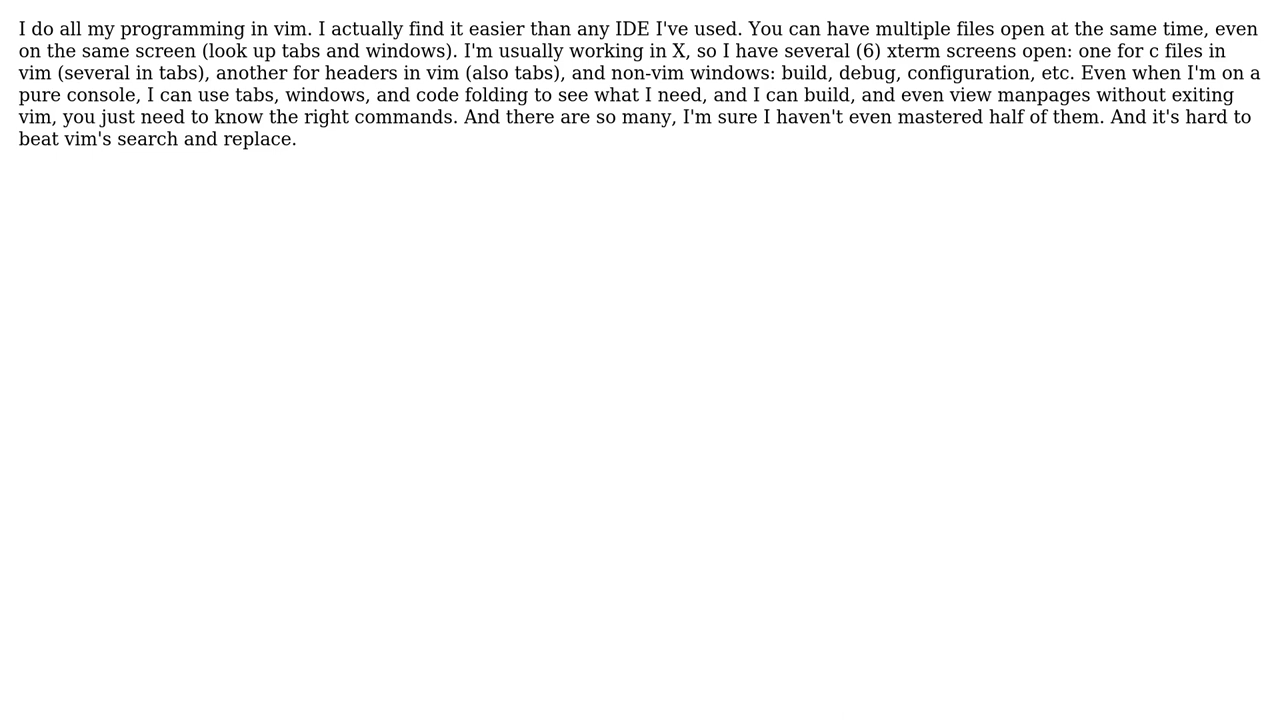 I do all my programming in vim. I actually find it easier than any IDE I've used. You can have multiple files open at the same time, even
on the same screen (look up tabs and windows). I'm usually working in X, so I have several (6) xterm screens open: one for c files in
vim (several in tabs), another for headers in vim (also tabs), and non-vim windows: build, debug, configuration, etc. Even when I'm on a
pure console, I can use tabs, windows, and code folding to see what I need, and I can build, and even view manpages without exiting
vim, you just need to know the right commands. And there are so many, I'm sure I haven't even mastered half of them. And it's hard to
beat vim's search and replace.